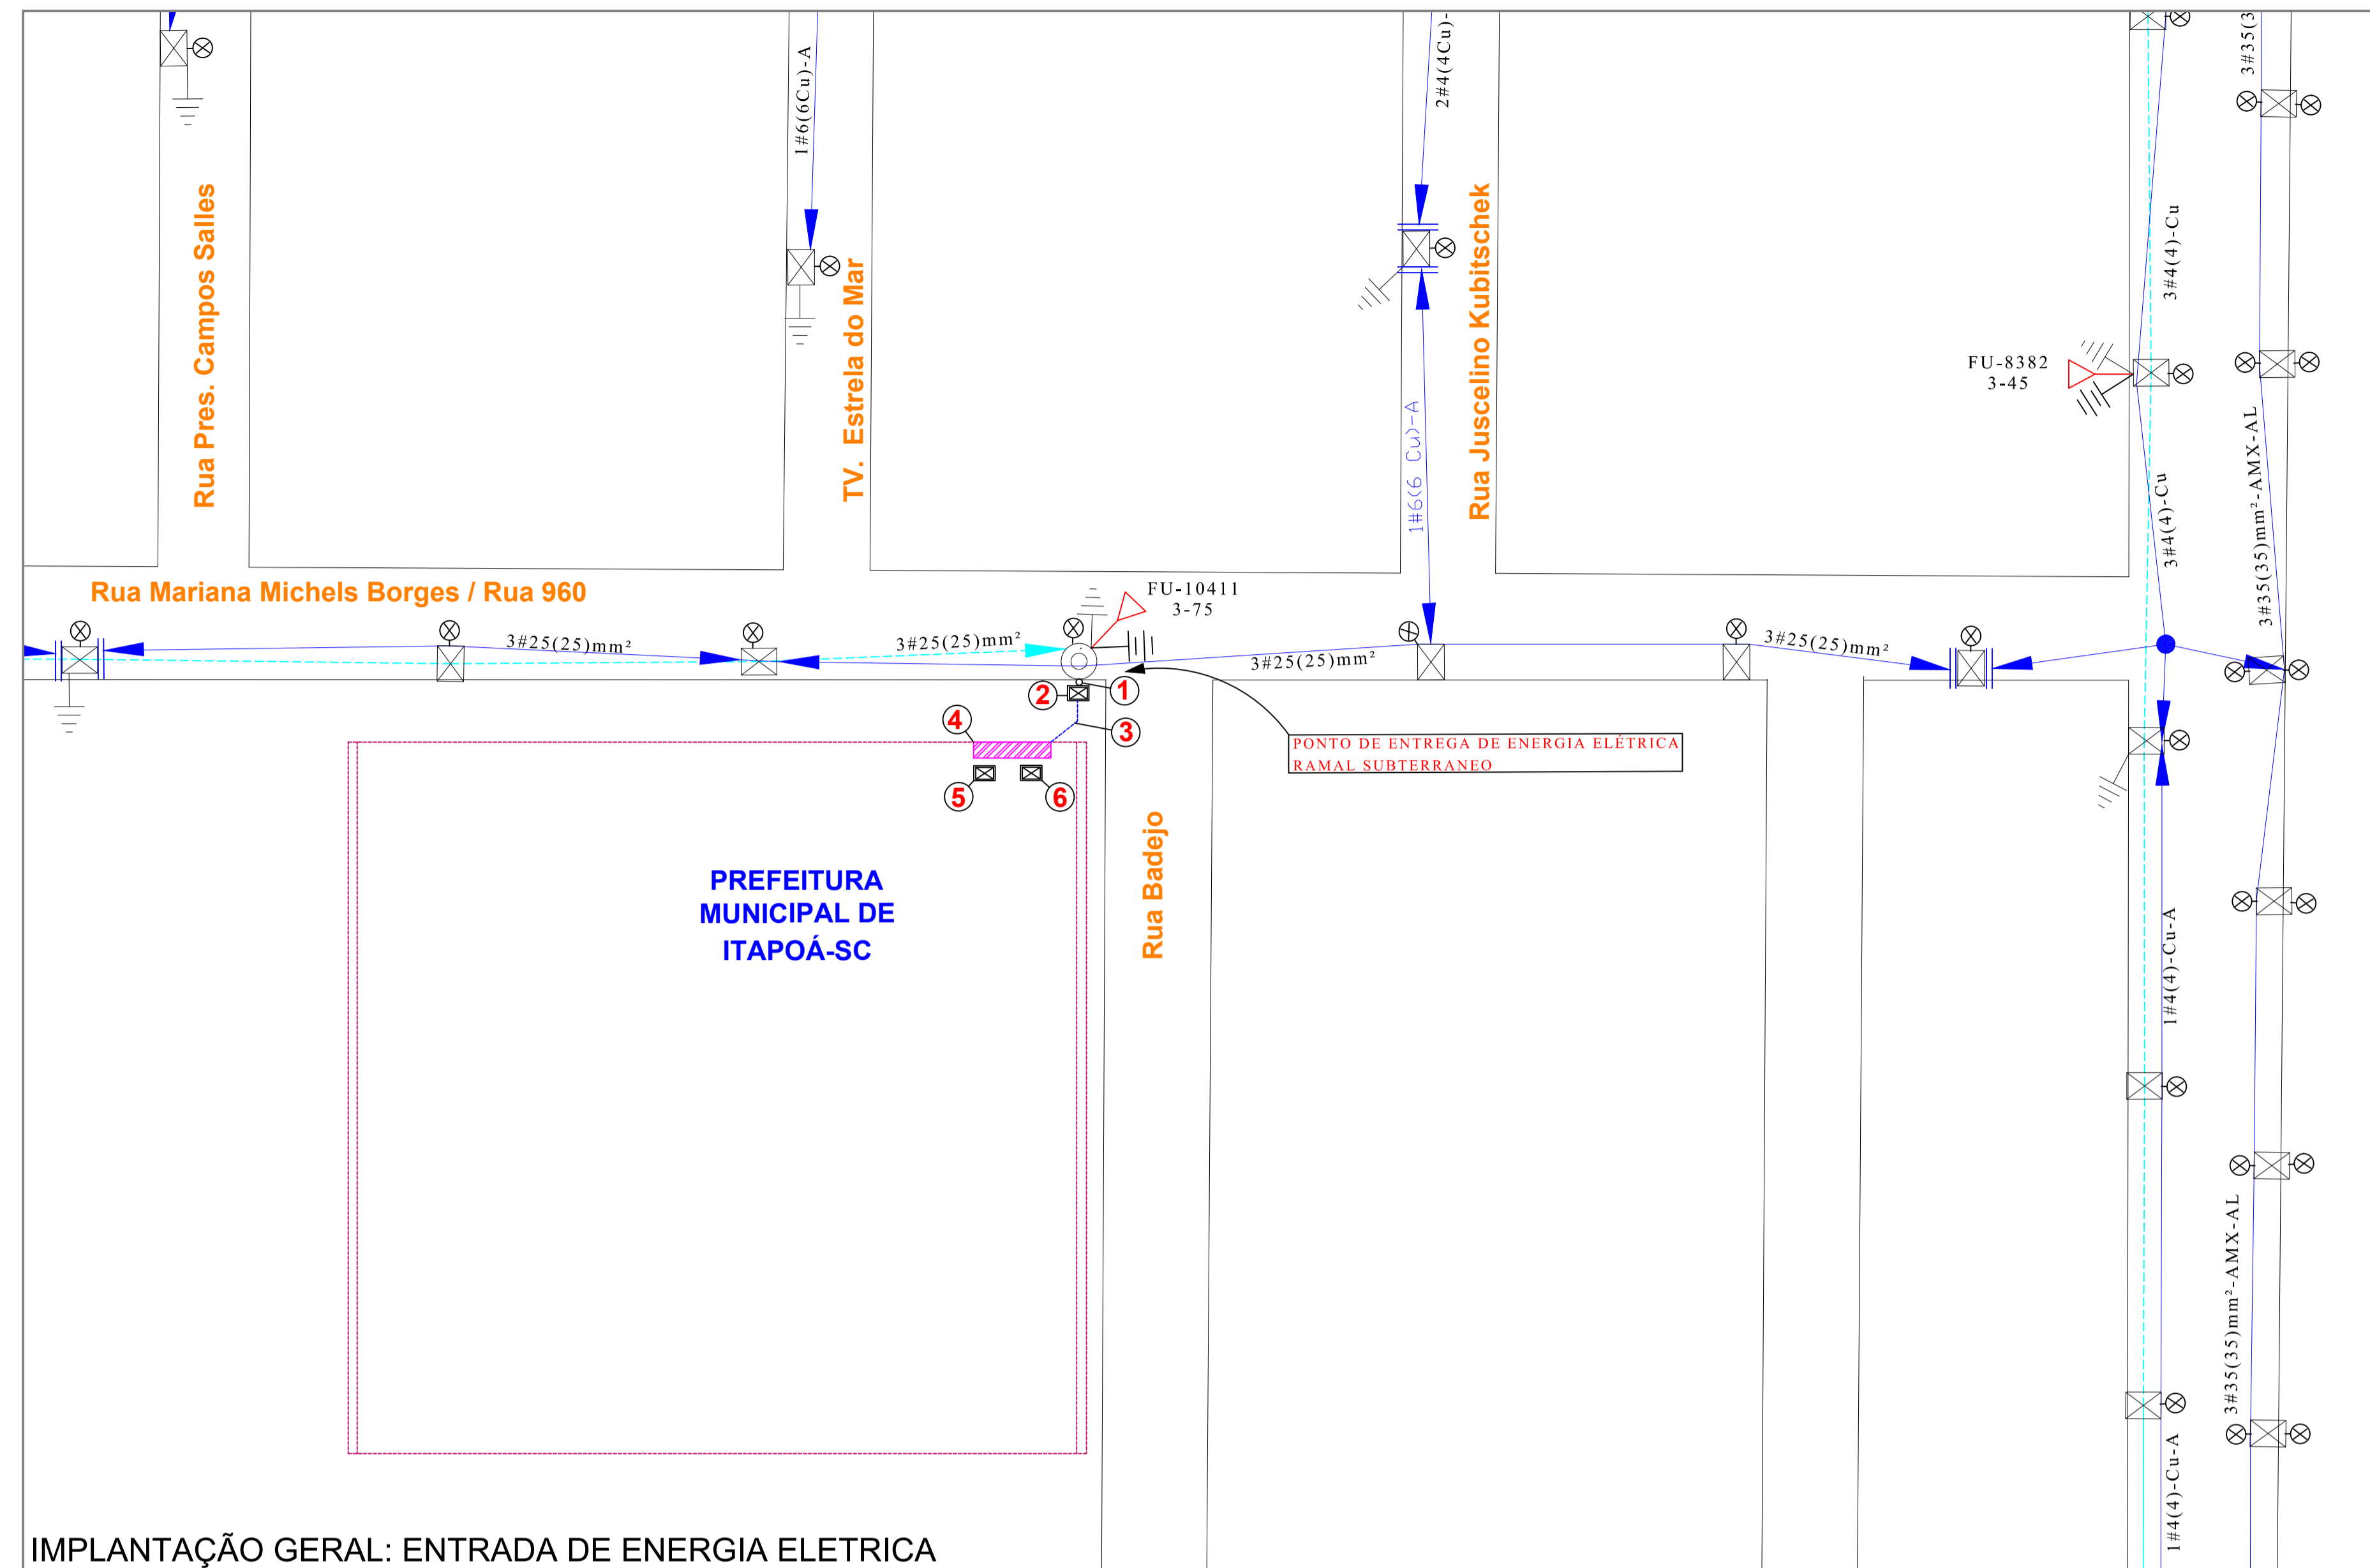 1#6(6Cu)-A
2#4(4Cu)-
3#35(3
Rua Pres. Campos Salles
TV. Estrela do Mar
Rua Juscelino Kubitschek
3#4(4)-Cu
FU-8382
3-45
1#6(6 Cu)-A
3#4(4)-Cu
3#35(35)mm²-AMX-AL
Rua Mariana Michels Borges / Rua 960
FU-10411
3-75
3#25(25)mm²
3#25(25)mm²
3#25(25)mm²
3#25(25)mm²
1
2
3
4
5
6
PONTO DE ENTREGA DE ENERGIA ELÉTRICA
RAMAL SUBTERRANEO
Rua Badejo
PREFEITURA
MUNICIPAL DE
ITAPOÁ-SC
1#4(4)-Cu-A
3#35(35)mm²-AMX-AL
1#4(4)-Cu-A
IMPLANTAÇÃO GERAL: ENTRADA DE ENERGIA ELETRICA